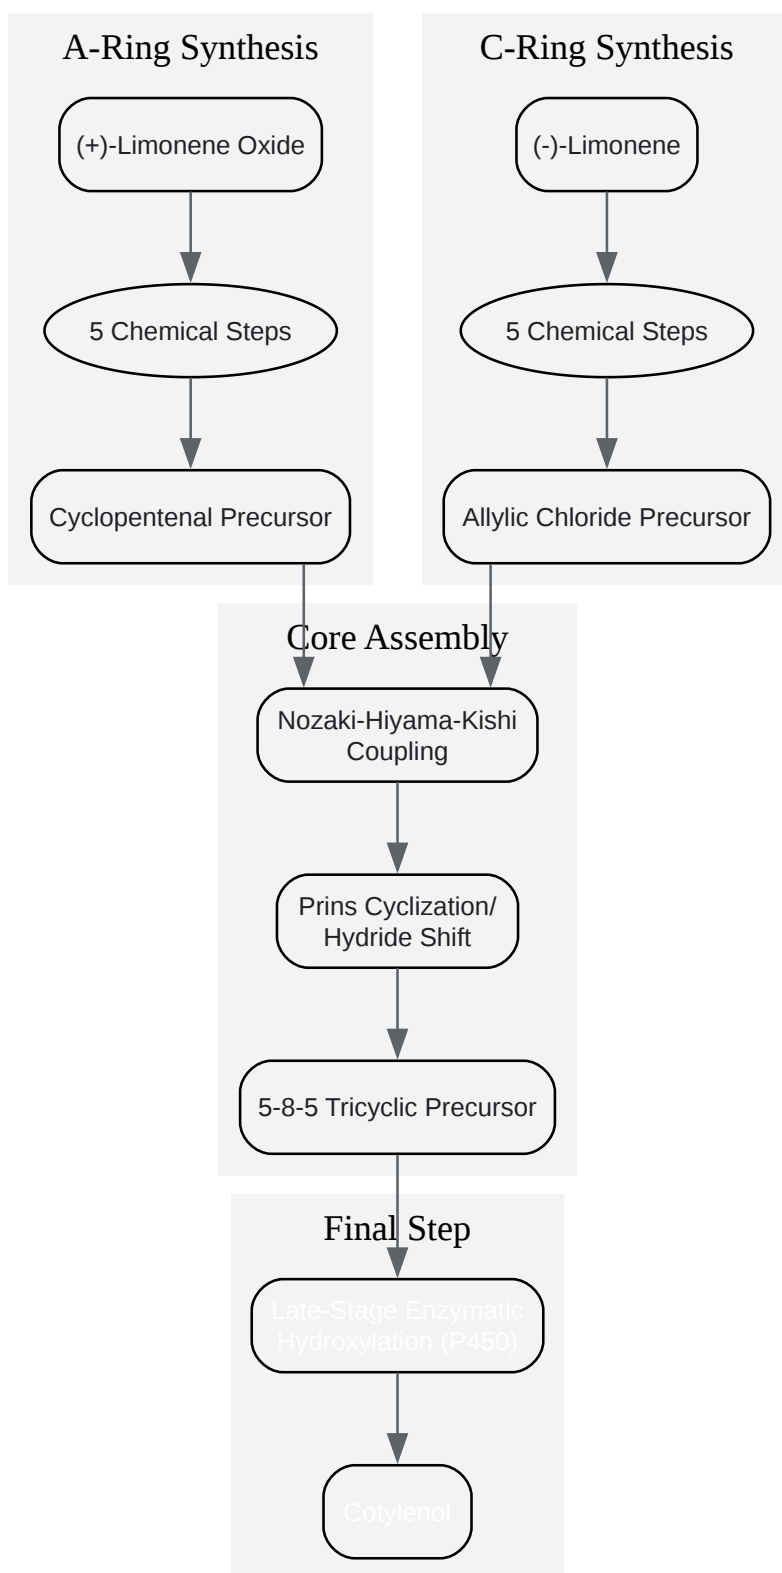 A-Ring Synthesis
(+)-Limonene Oxide
5 Chemical Steps
Cyclopentenal Precursor
C-Ring Synthesis
(-)-Limonene
5 Chemical Steps
Allylic Chloride Precursor
Core Assembly
Nozaki-Hiyama-Kishi
Coupling
Prins Cyclization/
Hydride Shift
5-8-5 Tricyclic Precursor
Final Step
Late-Stage Enzymatic
Hydroxylation (P450)
Cotylenol